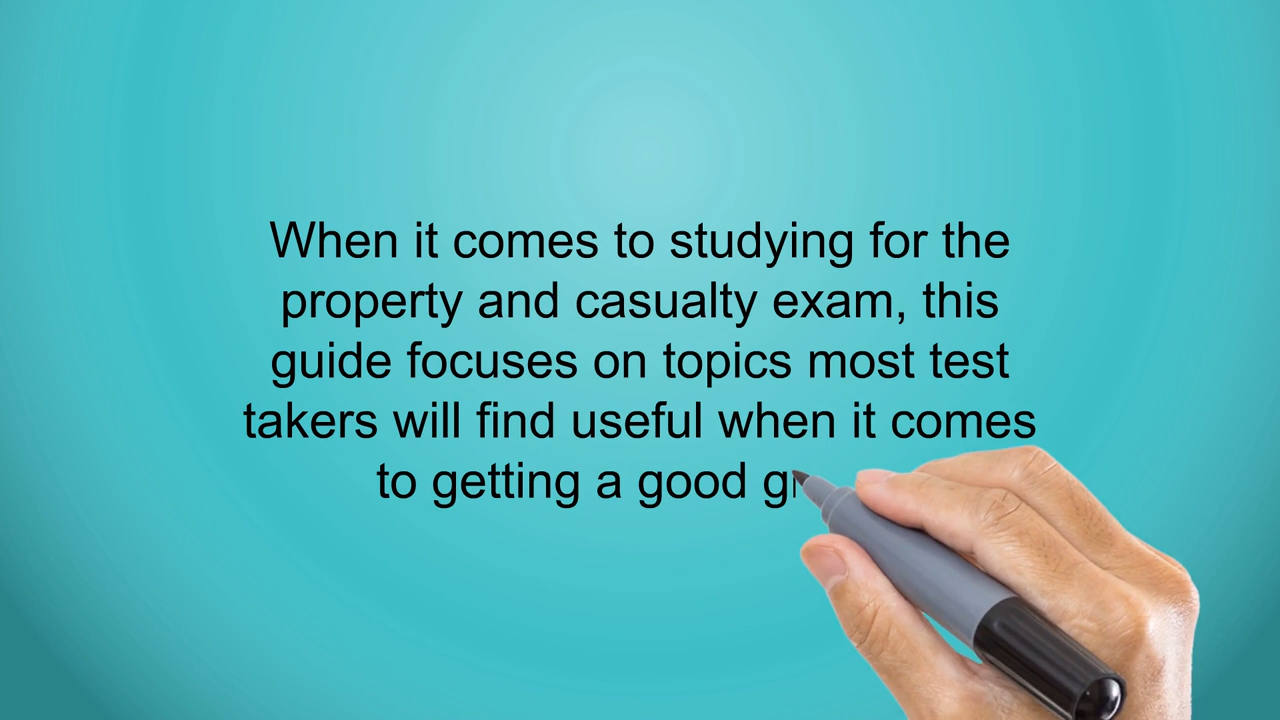 When it comes to studying for the
property and casualty exam, this
guide focuses on topics most test
takers will find useful when it comes
to getting a good